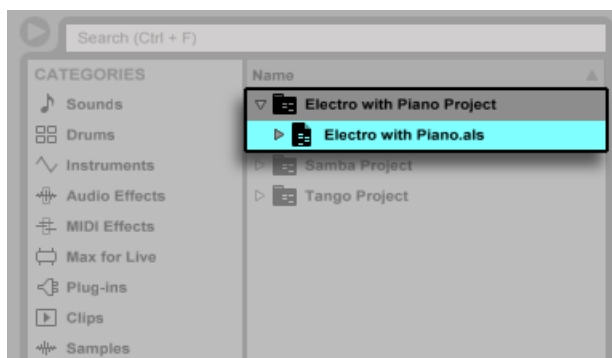 Search (Ctrl + F)
CATEGORIES
Sounds
Drums
Instruments
Audio Effects
MIDI Effects
Max for Live
Plug-ins
Clips
Samples
Name
Electro with Piano Project
Electro with Piano.als
Samba Project
Tango Project